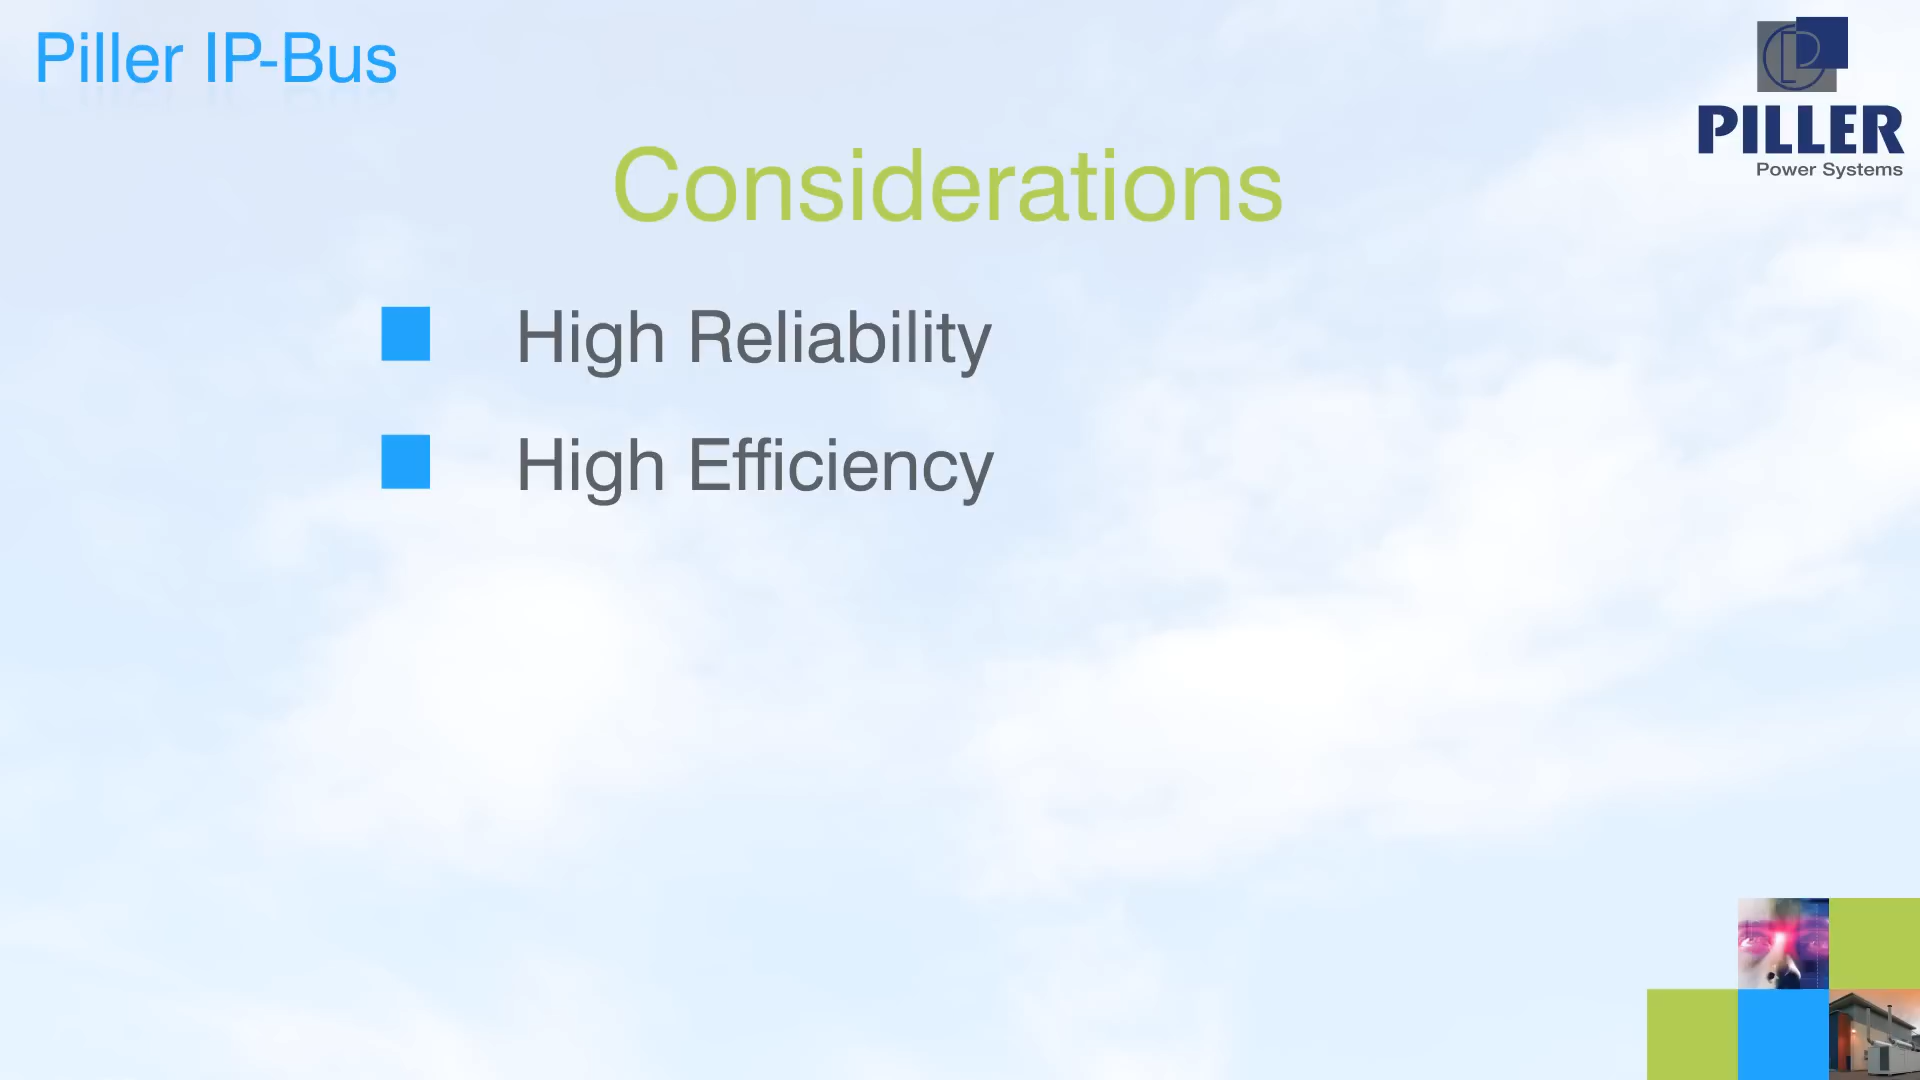 Piller IP-Bus
PILLER
Power Systems
Considerations
High Reliability
High Efficiency